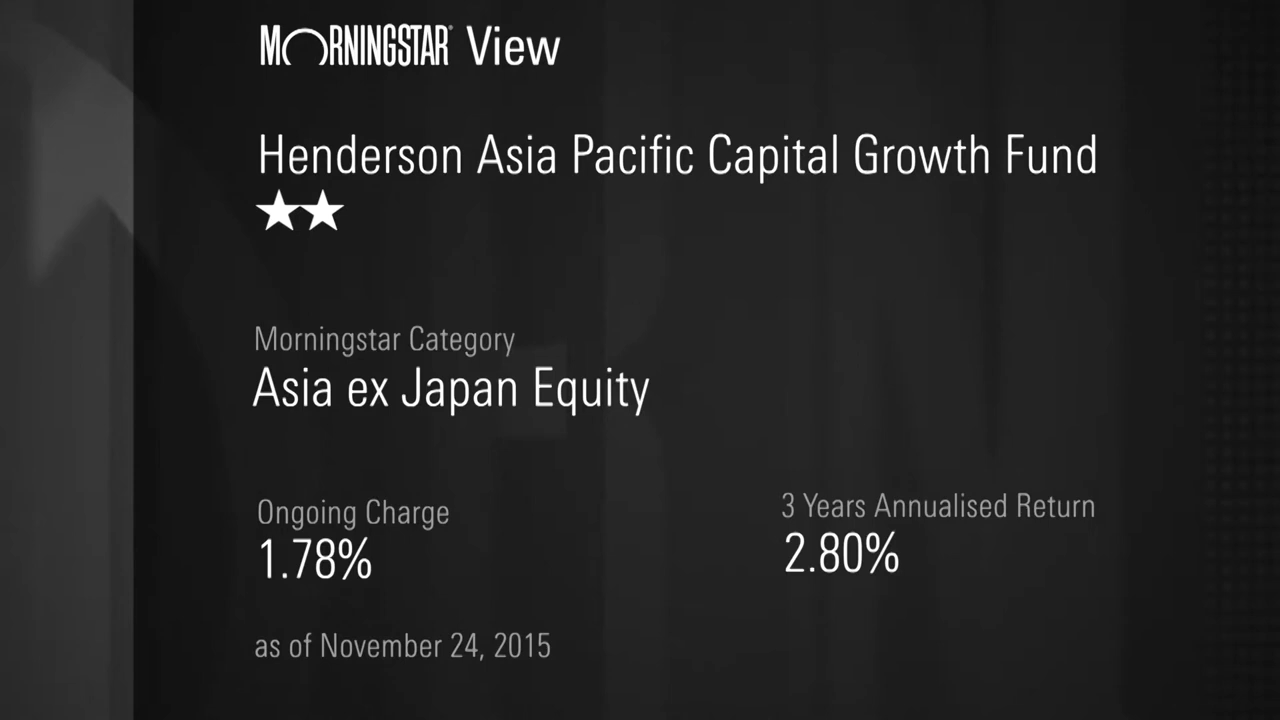 MORNINGSTAR® View
Henderson Asia Pacific Capital Growth Fund
★★
Morningstar Category
Asia ex Japan Equity
Ongoing Charge
1.78%
3 Years Annualised Return
2.80%
as of November 24, 2015